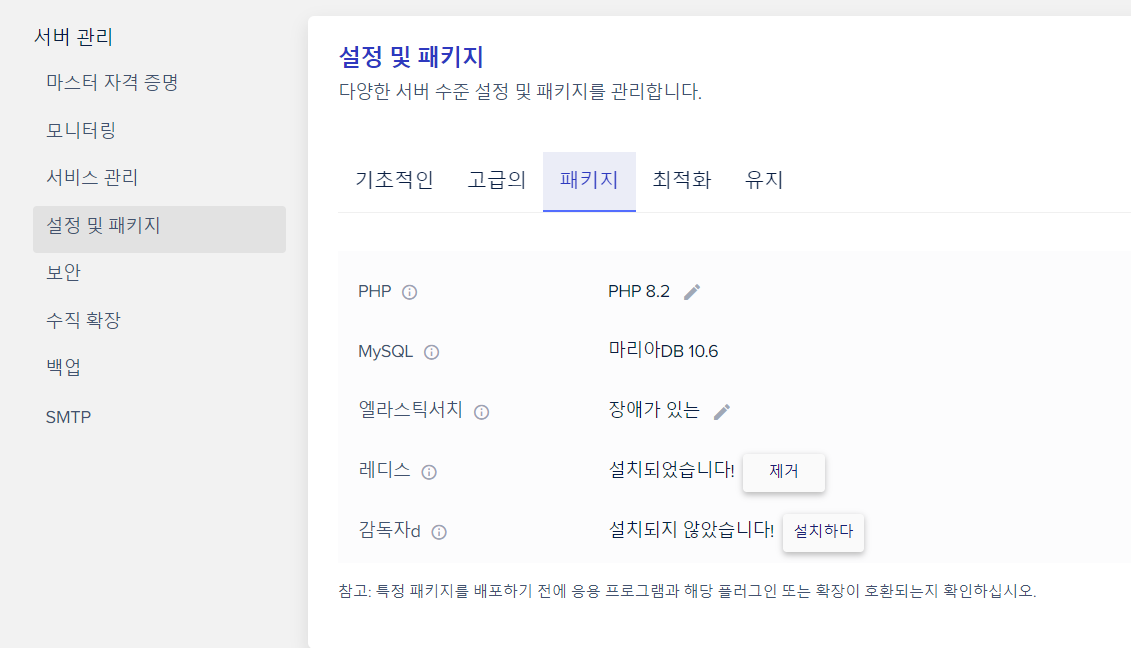 서버 관리
마스터 자격 증명
모니터링
서비스 관리
설정 및 패키지
보안
수직 확장
백업
SMTP
설정 및 패키지
다양한 서버 수준 설정 및 패키지를 관리합니다.
기초적인 고급의 패키지 최적화 유지
PHP PHP 8.2
MySQL 마리아DB 10.6
엘라스틱서치 장애가 있는
레디스 설치되었습니다! 제거
감독자d 설치되지 않았습니다! 설치하다
참고: 특정 패키지를 배포하기 전에 응용 프로그램과 해당 플러그인 또는 확장이 호환되는지 확인하십시오.